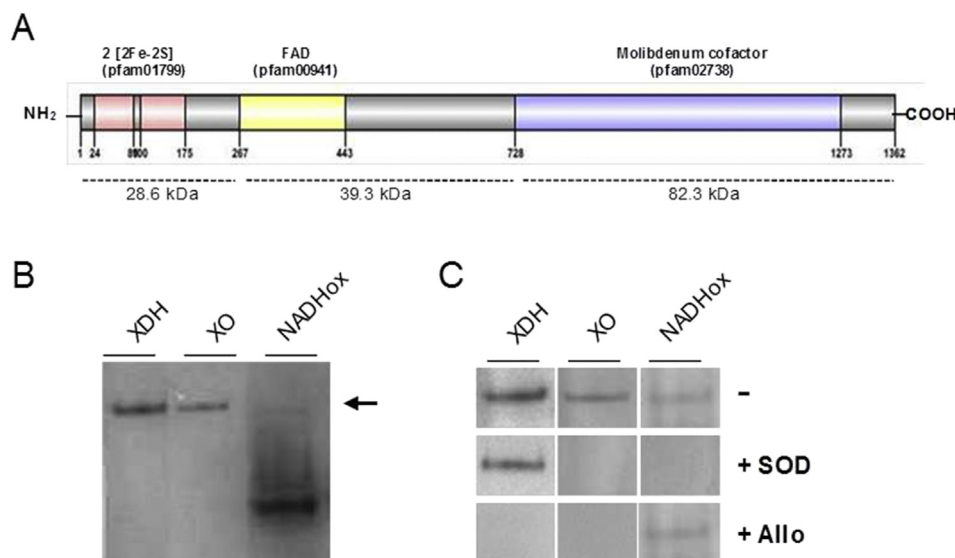 A
2 [2Fe-2S]
(pfam01799)
FAD
(pfam00941)
Molibdenum cofactor
(pfam02738)
NH2
COOH
1 24 175 267 443 728 1273 1362
28.6 kDa 39.3 kDa 82.3 kDa
B
XDH XO NADHox
C
XDH XO NADHox
-
+ SOD
+ Allo